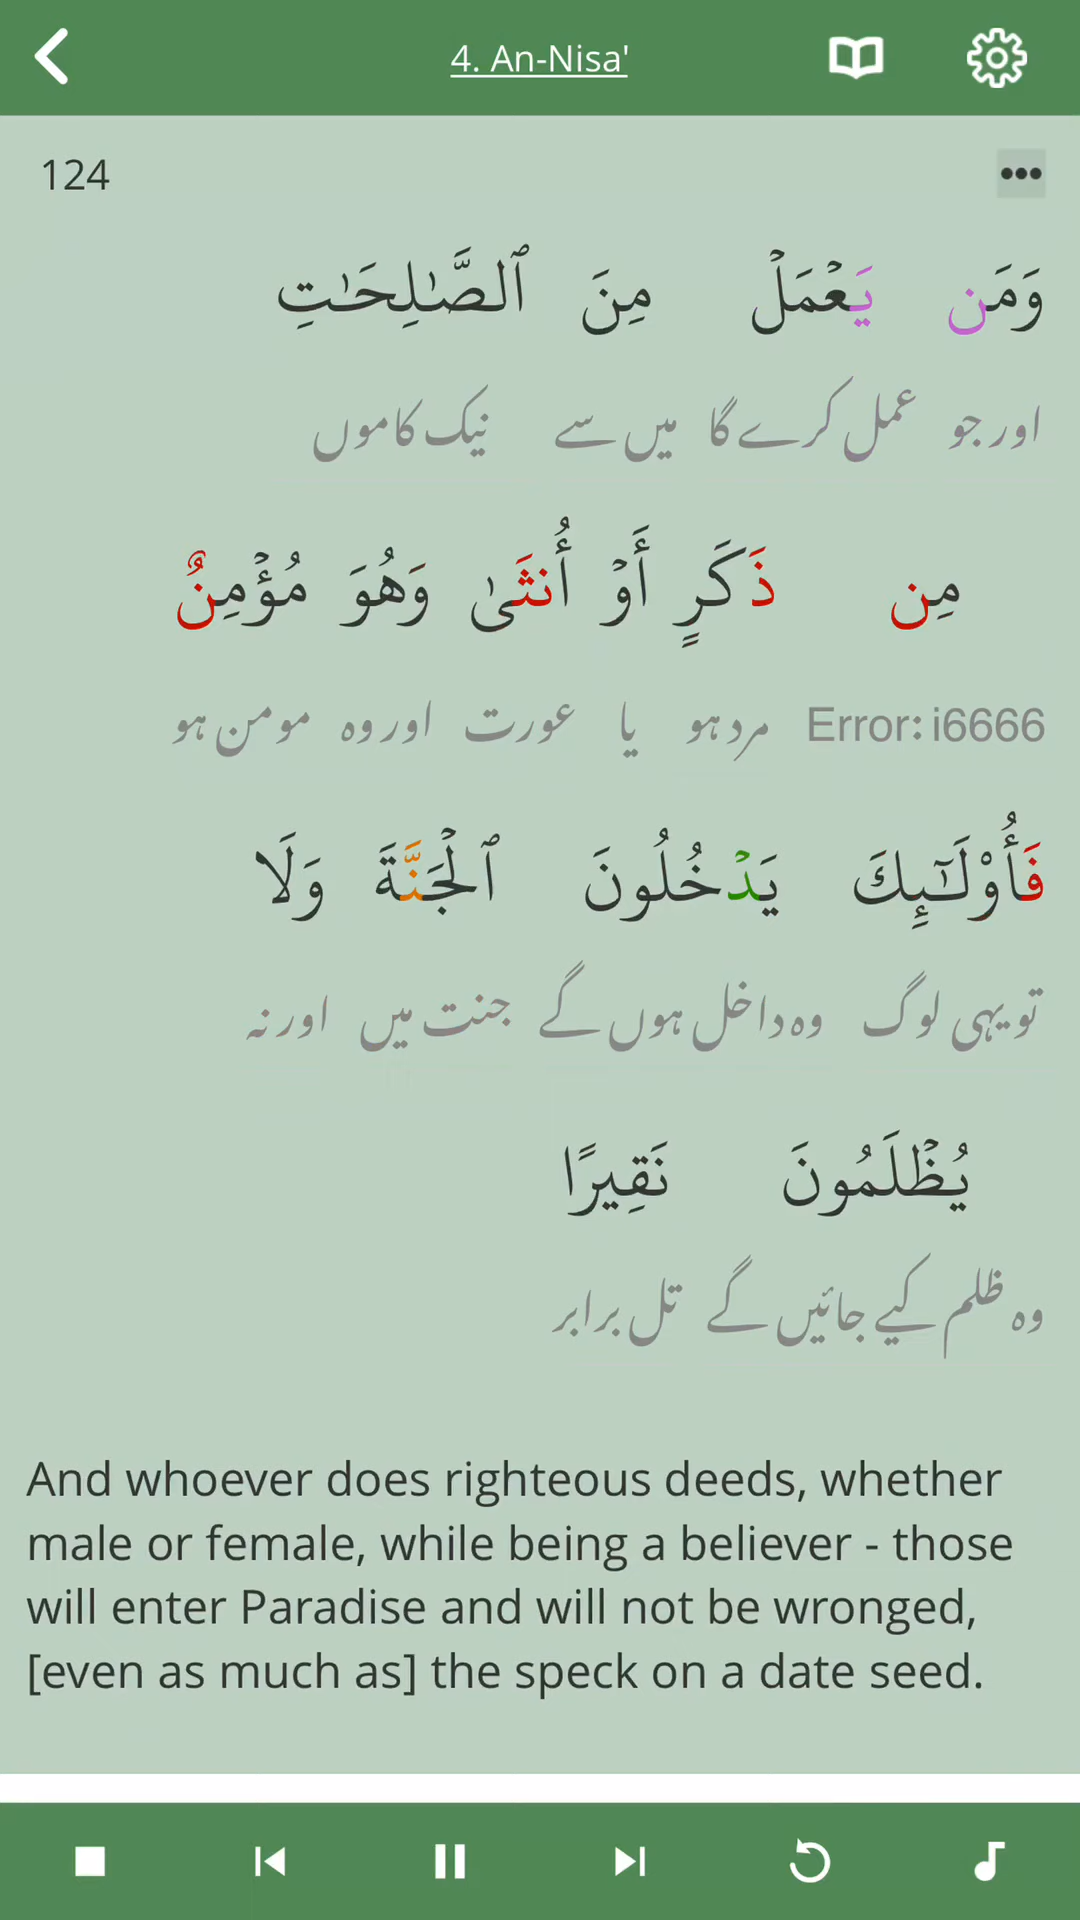 4. An-Nisa'
124
وَمَن يَعْمَلْ مِنَ ٱلصَّـٰلِحَـٰتِ
اور جو عمل کرے گا میں سے نیک کاموں
مِن ذَكَرٍ أَوْ أُنثَىٰ وَهُوَ مُؤْمِنٌ
Error: i6666 مرد ہو یا عورت اور وہ مومن ہو
فَأُو۟لَـٰٓئِكَ يَدْخُلُونَ ٱلْجَنَّةَ وَلَا
تو یہی لوگ وہ داخل ہوں گے جنت میں اور نہ
يُظْلَمُونَ نَقِيرًا
وہ ظلم کیے جائیں گے تل برابر
And whoever does righteous deeds, whether
male or female, while being a believer - those
will enter Paradise and will not be wronged,
[even as much as] the speck on a date seed.